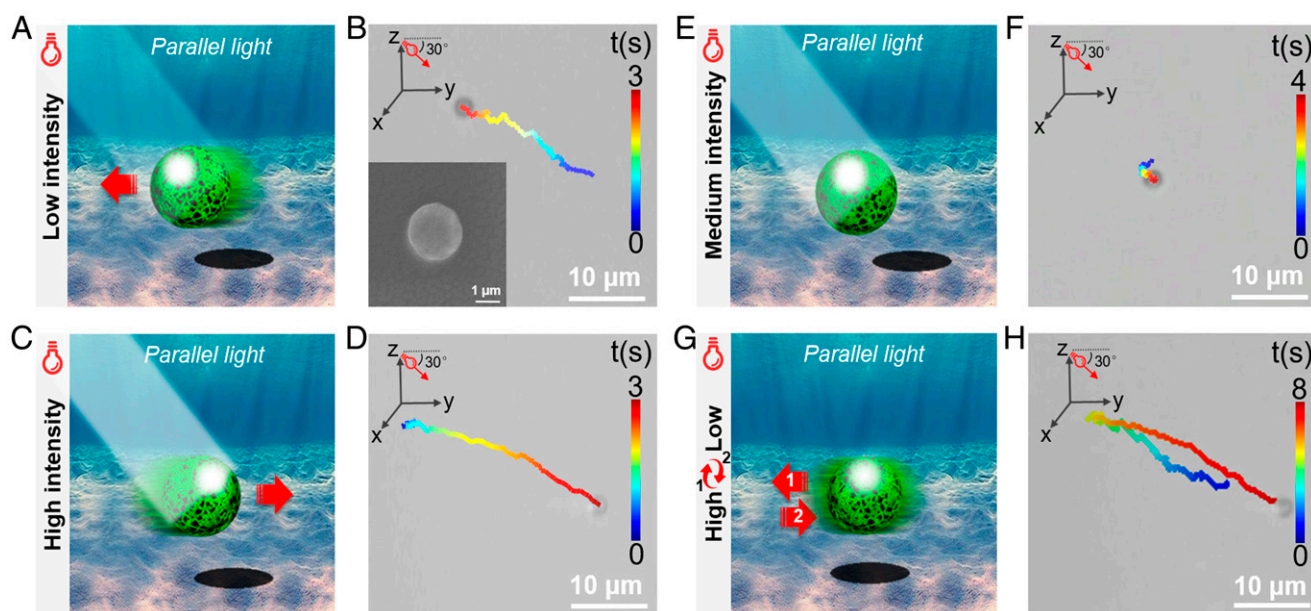 A
Parallel light
Low intensity
B
z
30°
y
x
t(s)
3
0
1 µm
10 µm
C
Parallel light
High intensity
D
z
30°
y
x
t(s)
3
0
10 µm
E
Parallel light
Medium intensity
F
z
30°
y
x
t(s)
4
0
10 µm
G
Parallel light
High Low
1 2
1
2
H
z
30°
y
x
t(s)
8
0
10 µm